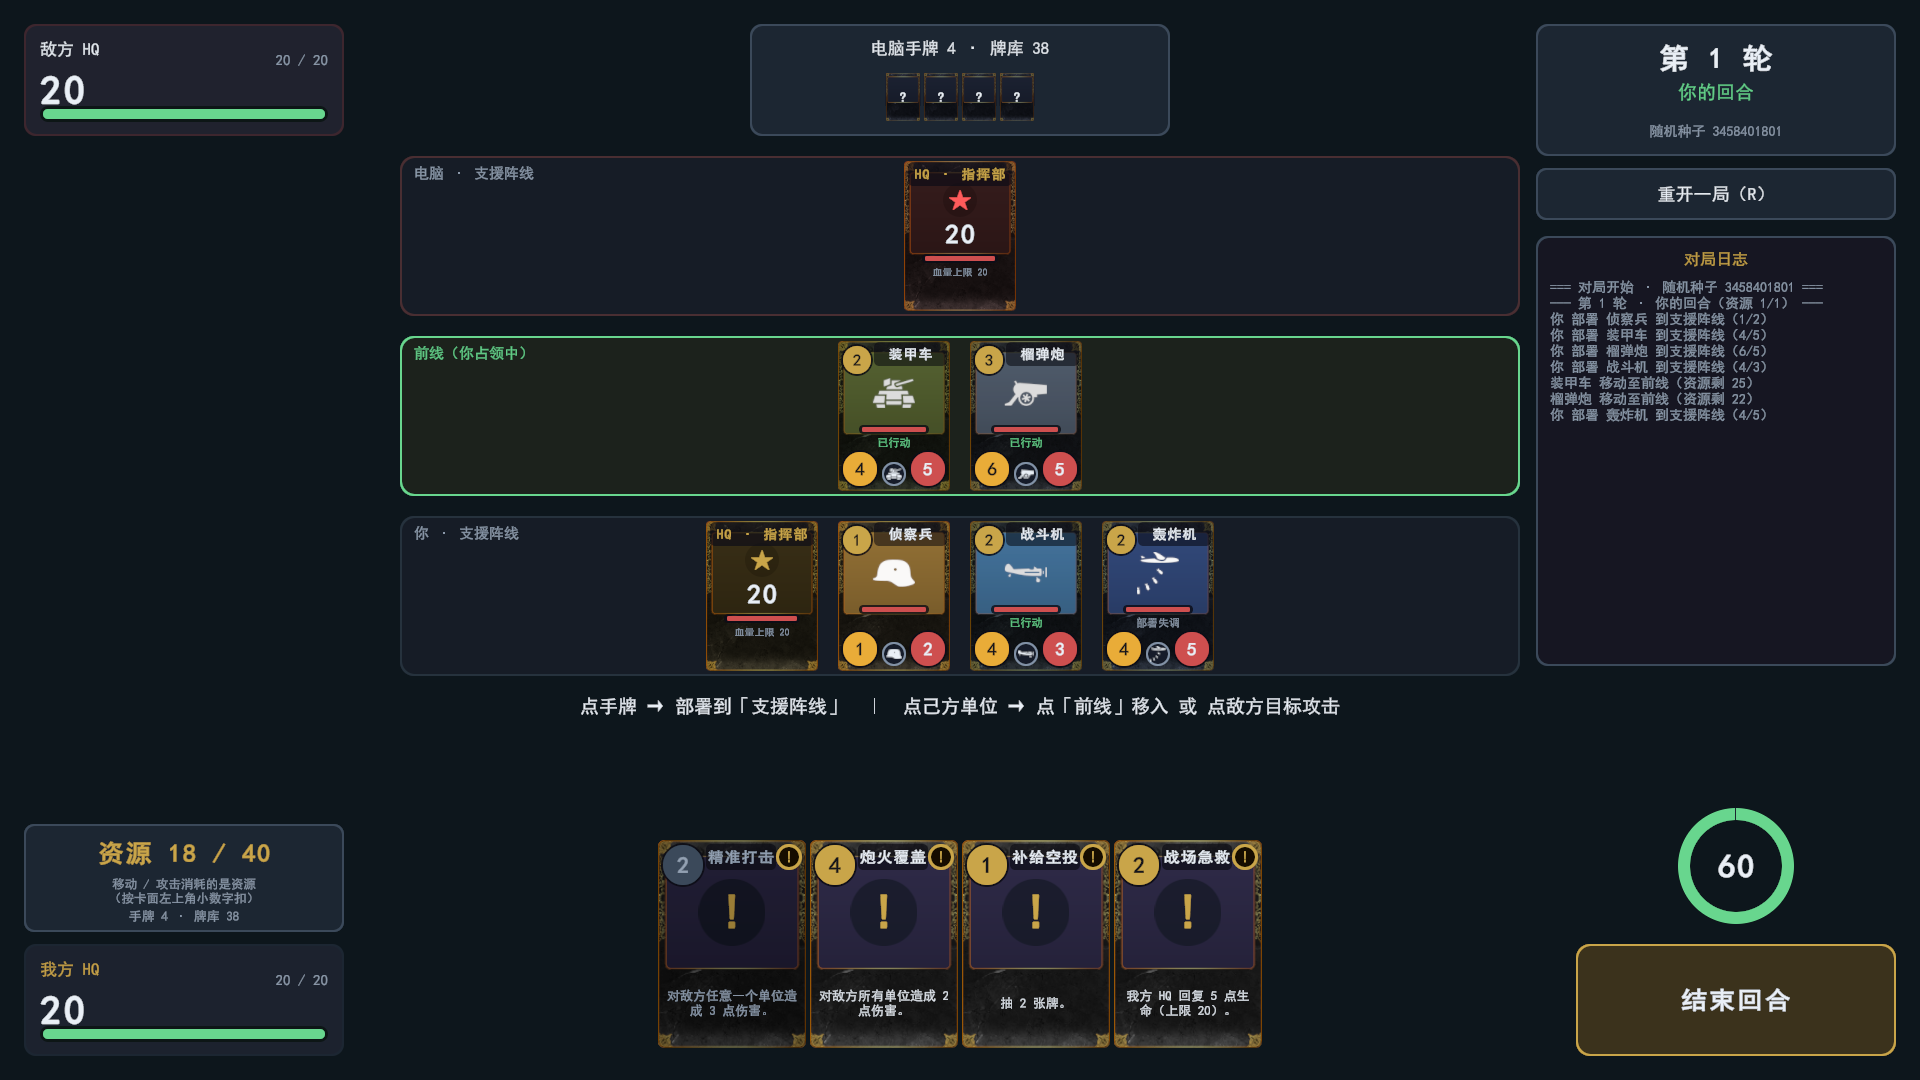 敌方 HQ
20 / 20
20
电脑手牌 4 · 牌库 38
? ? ? ?
第 1 轮
你的回合
随机种子 3458401801
重开一局（R）
对局日志
═══ 对局开始 · 随机种子 3458401801 ═══
── 第 1 轮 · 你的回合（资源 1/1） ──
你 部署 侦察兵 到支援阵线（1/2）
你 部署 装甲车 到支援阵线（4/5）
你 部署 榴弹炮 到支援阵线（6/5）
你 部署 战斗机 到支援阵线（4/3）
装甲车 移动至前线（资源剩 25）
榴弹炮 移动至前线（资源剩 22）
你 部署 轰炸机 到支援阵线（4/5）
电脑 · 支援阵线
HQ · 指挥部
20
血量上限 20
前线（你占领中）
2 装甲车
已行动
4 5
3 榴弹炮
已行动
6 5
你 · 支援阵线
HQ · 指挥部
20
血量上限 20
1 侦察兵
1 2
2 战斗机
已行动
4 3
2 轰炸机
部署失调
4 5
点手牌 → 部署到「支援阵线」 | 点己方单位 → 点「前线」移入 或 点敌方目标攻击
资源 18 / 40
移动 / 攻击消耗的是资源
（按卡面左上角小数字扣）
手牌 4 · 牌库 38
我方 HQ
20 / 20
20
2 精准打击 !
!
对敌方任意一个单位造
成 3 点伤害。
4 炮火覆盖 !
!
对敌方所有单位造成 2
点伤害。
1 补给空投 !
!
抽 2 张牌。
2 战场急救 !
!
我方 HQ 回复 5 点生
命（上限 20）。
60
结束回合